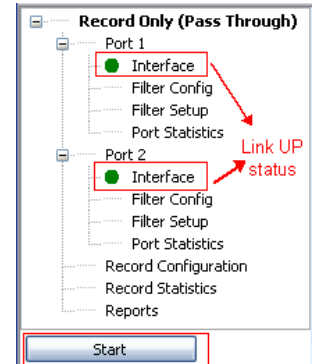 Record Only (Pass Through)
Port 1
Interface
Filter Config
Filter Setup
Port Statistics
Port 2
Interface
Filter Config
Filter Setup
Port Statistics
Record Configuration
Record Statistics
Reports
Link UP
status
Start